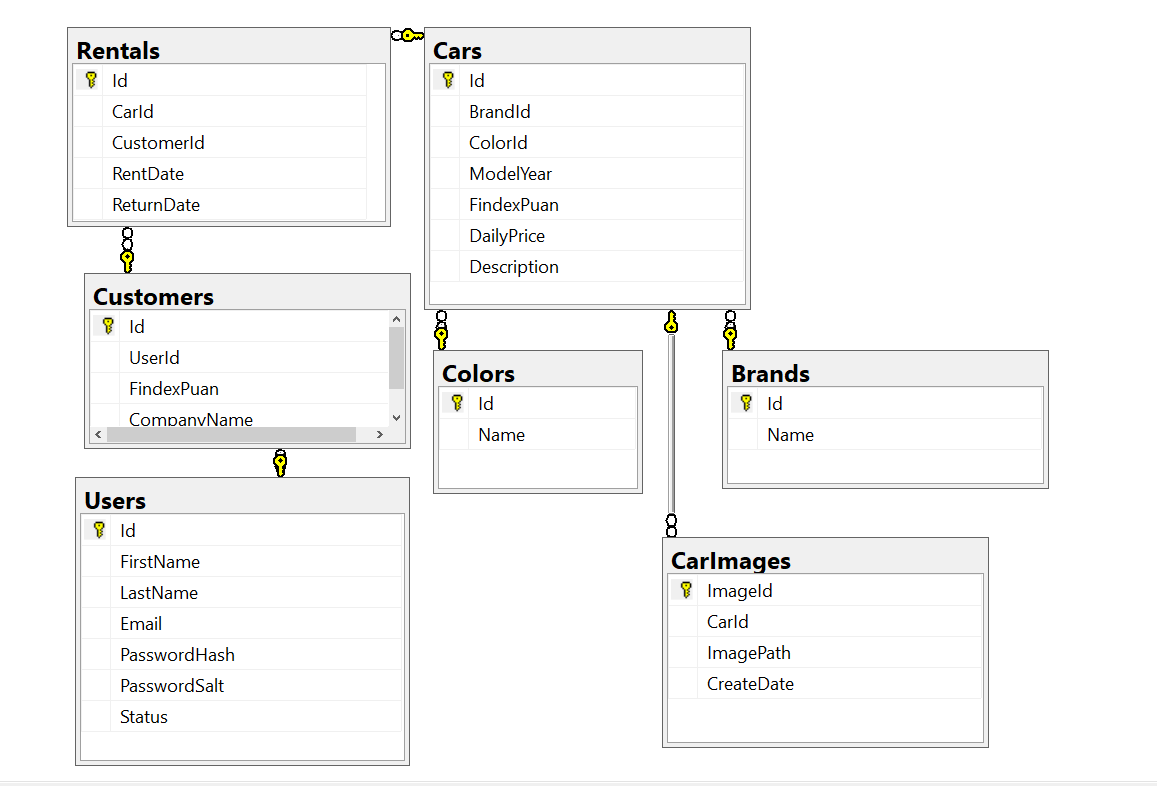 Rentals
Id
CarId
CustomerId
RentDate
ReturnDate
Cars
Id
BrandId
ColorId
ModelYear
FindexPuan
DailyPrice
Description
Customers
Id
UserId
FindexPuan
CompanyName
Colors
Id
Name
Brands
Id
Name
Users
Id
FirstName
LastName
Email
PasswordHash
PasswordSalt
Status
CarImages
ImageId
CarId
ImagePath
CreateDate